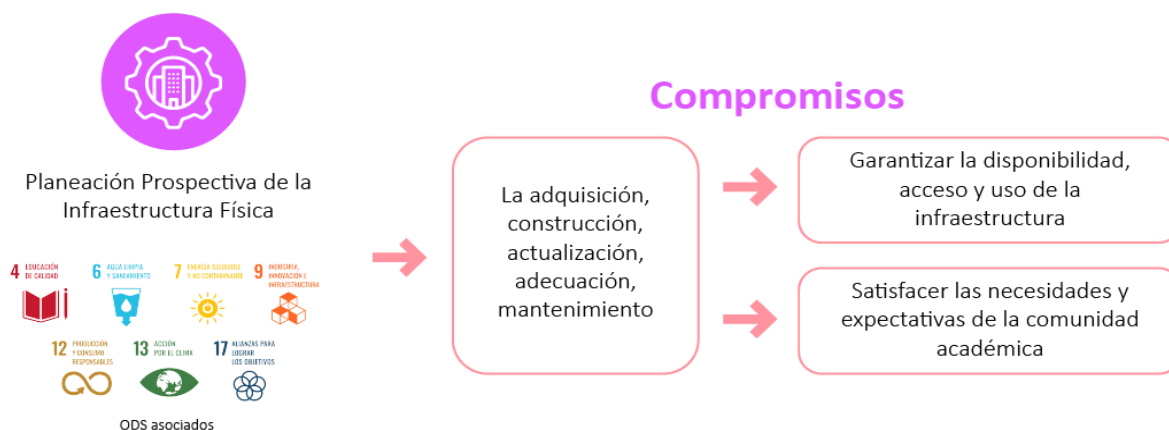 Compromisos
Planeación Prospectiva de la
Infraestructura Física
4 EDUCACIÓN
DE CALIDAD
6 AGUA LIMPIA
Y SANEAMIENTO
7 ENERGÍA ASEQUIBLE
Y NO CONTAMINANTE
9 INDUSTRIA,
INNOVACIÓN E
INFRAESTRUCTURA
12 PRODUCCIÓN
Y CONSUMO
RESPONSABLES
13 ACCIÓN
POR EL CLIMA
17 ALIANZAS PARA
LOGRAR
LOS OBJETIVOS
ODS asociados
La adquisición,
construcción,
actualización,
adecuación,
mantenimiento
Garantizar la disponibilidad,
acceso y uso de la
infraestructura
Satisfacer las necesidades y
expectativas de la comunidad
académica